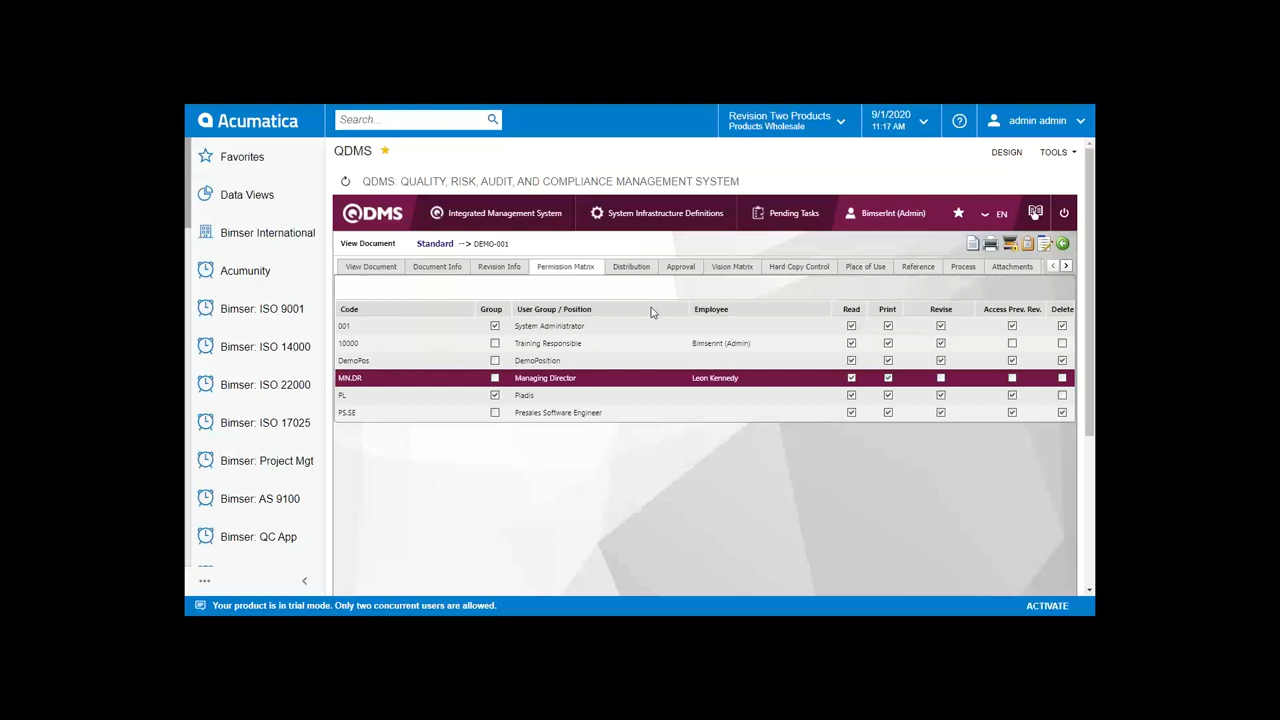 Acumatica
Search...
Revision Two Products
Products Wholesale
9/1/2020
11:17 AM
admin admin
Favorites
Data Views
Bimser International
Acumunity
Bimser: ISO 9001
Bimser: ISO 14000
Bimser: ISO 22000
Bimser: ISO 17025
Bimser: Project Mgt
Bimser: AS 9100
Bimser: QC App
QDMS
DESIGN
TOOLS
QDMS: QUALITY, RISK, AUDIT, AND COMPLIANCE MANAGEMENT SYSTEM
QDMS
Integrated Management System
System Infrastructure Definitions
Pending Tasks
BimserInt (Admin)
EN
View Document
Standard --> DEMO-001
View Document Document Info Revision Info Permission Matrix Distribution Approval Vision Matrix Hard Copy Control Place of Use Reference Process Attachments
Code Group User Group / Position Employee Read Print Revise Access Prev. Rev. Delete
001 System Administrator
10000 Training Responsible BimserInt (Admin)
DemoPos DemoPosition
MN.DR Managing Director Leon Kennedy
PL Pladis
PS.SE Presales Software Engineer
Your product is in trial mode. Only two concurrent users are allowed.
ACTIVATE